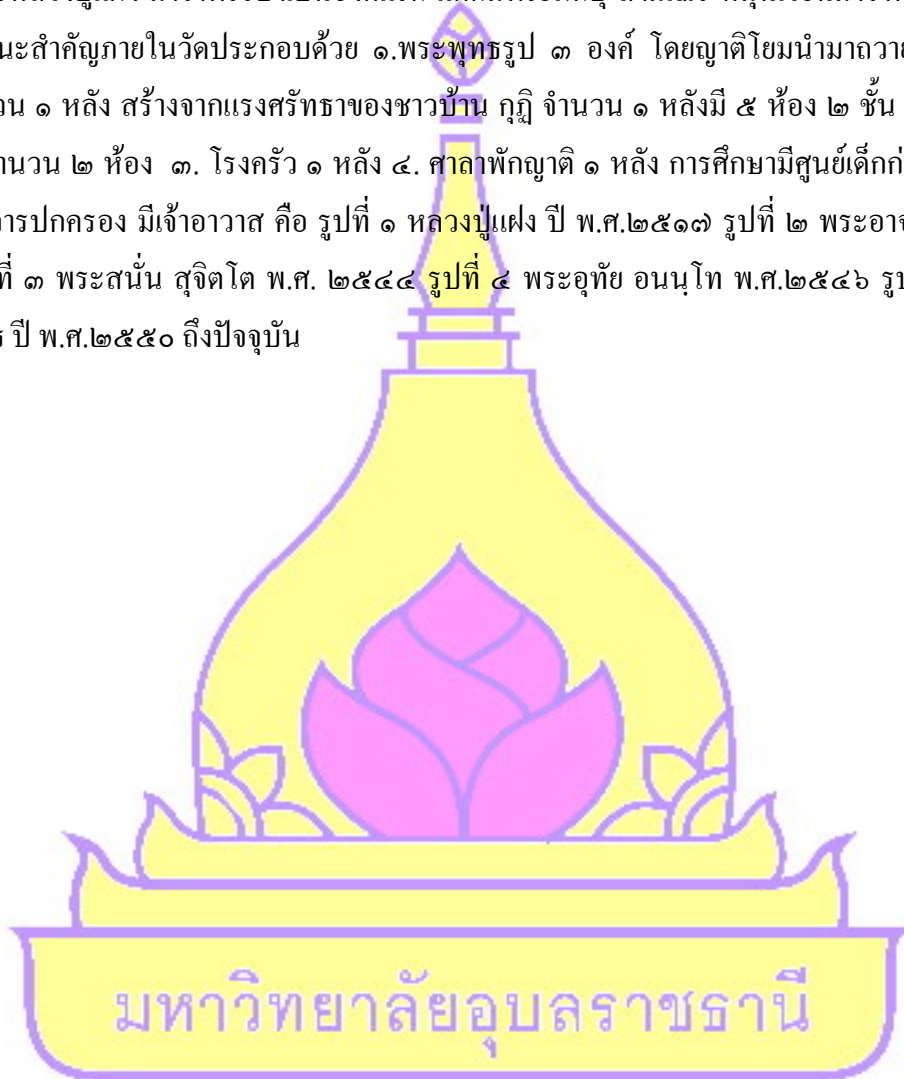 นะสำคัญภายในวัดประกอบด้วย ๑.พระพุทธรูป ๓ องค์ โดยญาติโยมนำมาถวาย
วน ๑ หลัง สร้างจากแรงศรัทธาของชาวบ้าน กุฏิ จำนวน ๑ หลังมี ๕ ห้อง ๒ ชั้น
จำนวน ๒ ห้อง ๓. โรงครัว ๑ หลัง ๔. ศาลาพักญาติ ๑ หลัง การศึกษามีศูนย์เด็กก่
การปกครอง มีเจ้าอาวาส คือ รูปที่ ๑ หลวงปู่แฝง ปี พ.ศ.๒๕๑๗ รูปที่ ๒ พระอาจ
ที่ ๓ พระสนั่น สุจิตโต พ.ศ. ๒๕๔๔ รูปที่ ๔ พระอุทัย อนนฺโท พ.ศ.๒๕๔๖ รูป
ปี พ.ศ.๒๕๕๐ ถึงปัจจุบัน
มหาวิทยาลัยอุบลราชธานี